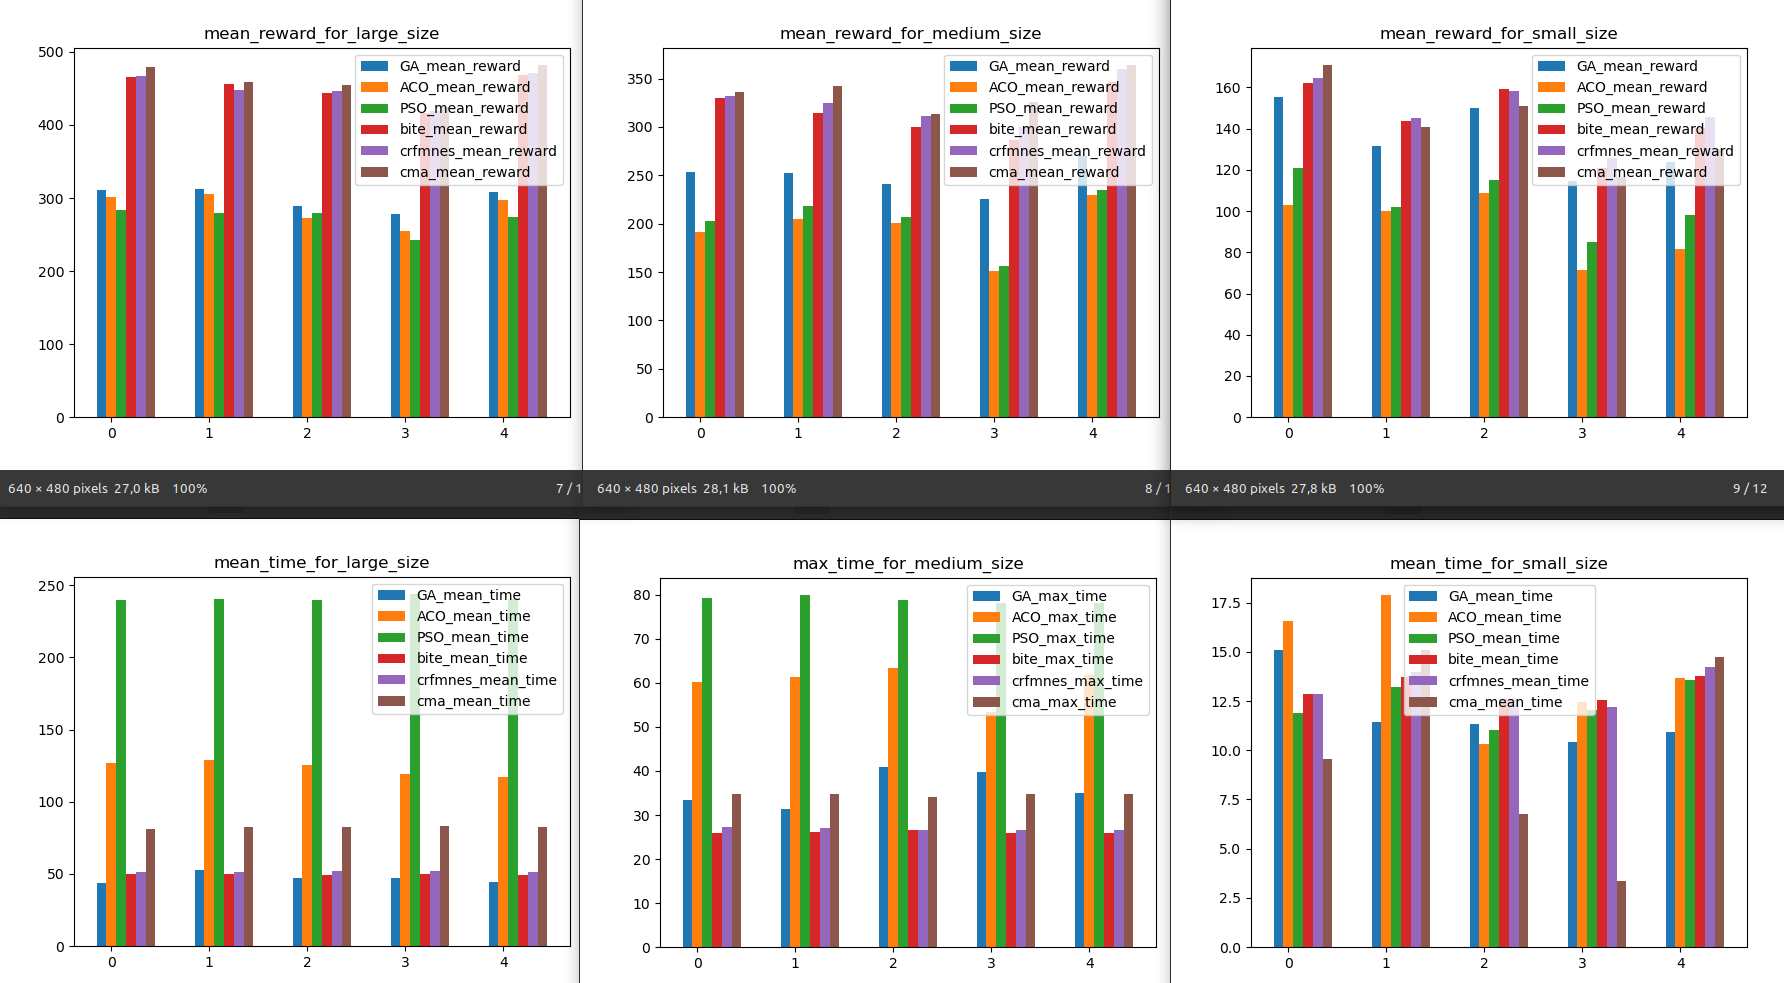 mean_reward_for_large_size
500
400
300
200
100
0
0 1 2 3 4
GA_mean_reward
ACO_mean_reward
PSO_mean_reward
bite_mean_reward
crfmnes_mean_reward
cma_mean_reward
mean_reward_for_medium_size
350
300
250
200
150
100
50
0
0 1 2 3 4
GA_mean_reward
ACO_mean_reward
PSO_mean_reward
bite_mean_reward
crfmnes_mean_reward
cma_mean_reward
mean_reward_for_small_size
160
140
120
100
80
60
40
20
0
0 1 2 3 4
GA_mean_reward
ACO_mean_reward
PSO_mean_reward
bite_mean_reward
crfmnes_mean_reward
cma_mean_reward
640 × 480 pixels 27,0 kB 100% 7 / 1
640 × 480 pixels 28,1 kB 100% 8 / 1
640 × 480 pixels 27,8 kB 100% 9 / 12
mean_time_for_large_size
250
200
150
100
50
0
0 1 2 3 4
GA_mean_time
ACO_mean_time
PSO_mean_time
bite_mean_time
crfmnes_mean_time
cma_mean_time
max_time_for_medium_size
80
70
60
50
40
30
20
10
0
0 1 2 3 4
GA_max_time
ACO_max_time
PSO_max_time
bite_max_time
crfmnes_max_time
cma_max_time
mean_time_for_small_size
17.5
15.0
12.5
10.0
7.5
5.0
2.5
0.0
0 1 2 3 4
GA_mean_time
ACO_mean_time
PSO_mean_time
bite_mean_time
crfmnes_mean_time
cma_mean_time